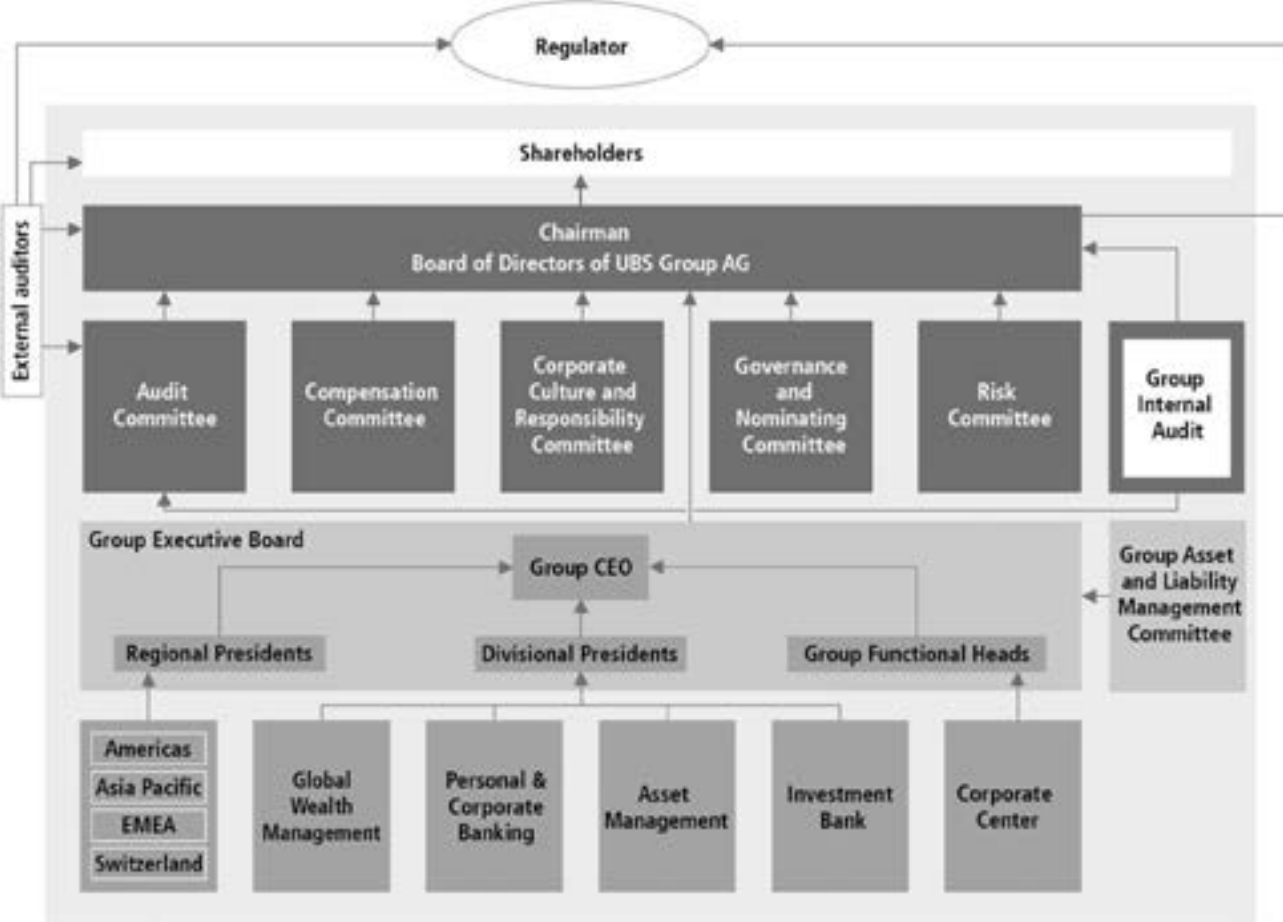 Regulator
Shareholders
External auditors
Chairman
Board of Directors of UBS Group AG
Audit
Committee
Compensation
Committee
Corporate
Culture and
Responsibility
Committee
Governance
and
Nominating
Committee
Risk
Committee
Group
Internal
Audit
Group Executive Board
Group CEO
Group Asset
and Liability
Management
Committee
Regional Presidents
Divisional Presidents
Group Functional Heads
Americas
Asia Pacific
EMEA
Switzerland
Global
Wealth
Management
Personal &
Corporate
Banking
Asset
Management
Investment
Bank
Corporate
Center